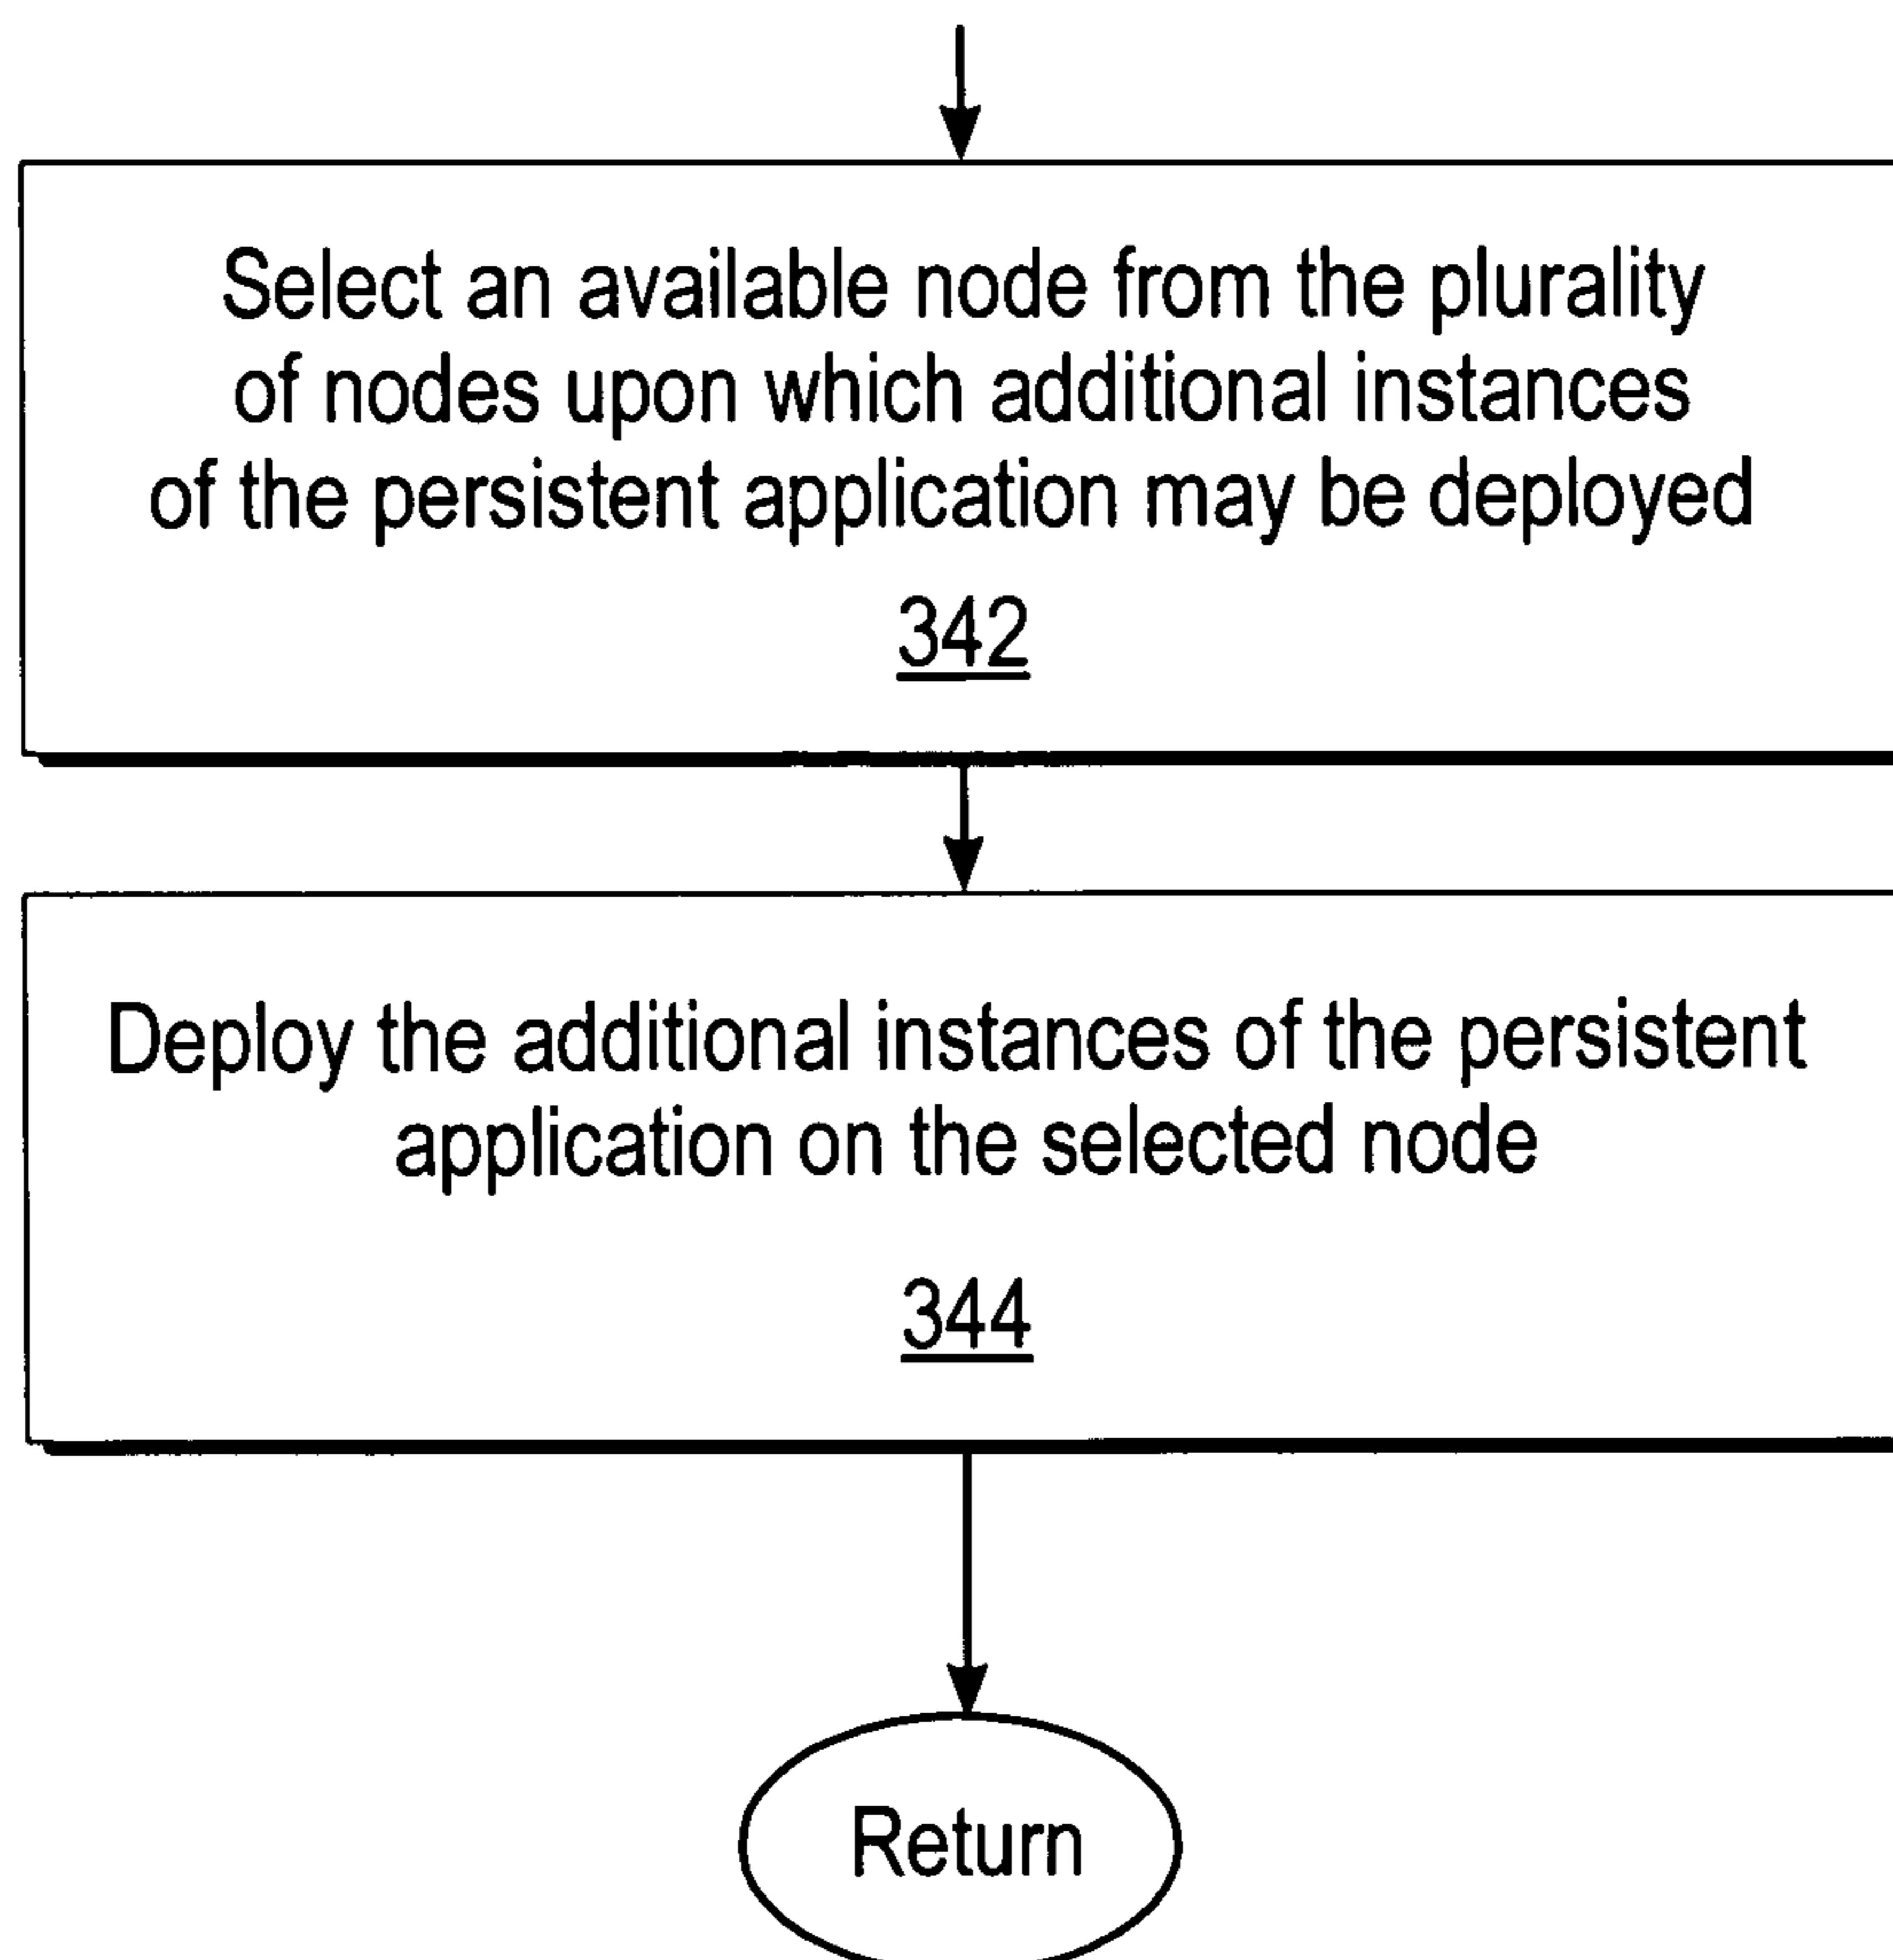 Select an available node from the plurality
of nodes upon which additional instances
of the persistent application may be deployed
342
Deploy the additional instances of the persistent
application on the selected node
344
Return